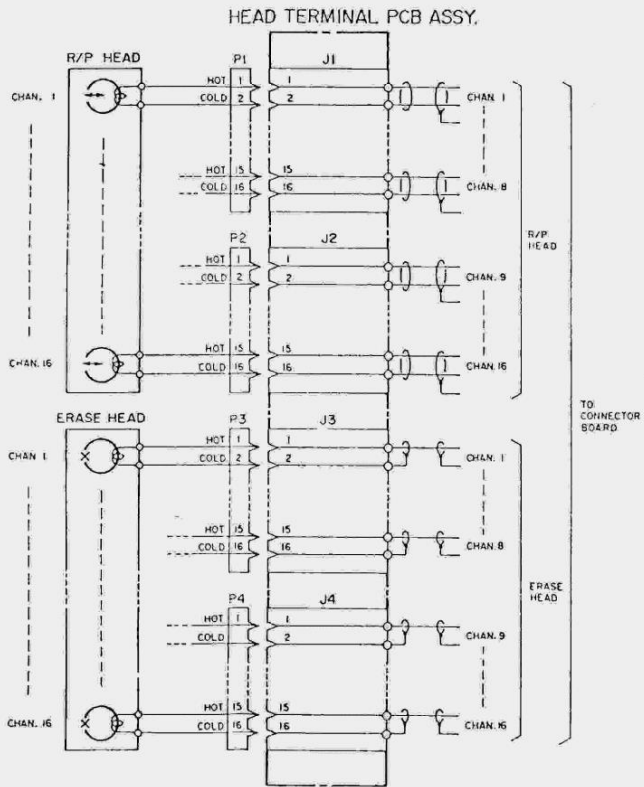 HEAD TERMINAL PCB ASSY.
R/P HEAD P1 J1
CHAN. 1 HOT 1 1 CHAN. 1
COLD 2 2
HOT 15 15
COLD 16 16 CHAN. 8
P2 J2
R/P HEAD
HOT 1 1
COLD 2 2 CHAN. 9
HOT 15 15
CHAN. 16 COLD 16 16 CHAN. 16
TO CONNECTOR BOARD
ERASE HEAD P3 J3
HOT 1 1
CHAN. 1 COLD 2 2 CHAN. 1
HOT 15 15
COLD 16 16 CHAN. 8
ERASE HEAD
P4 J4
HOT 1 1
COLD 2 2 CHAN. 9
HOT 15 15
CHAN. 16 COLD 16 16 CHAN. 16